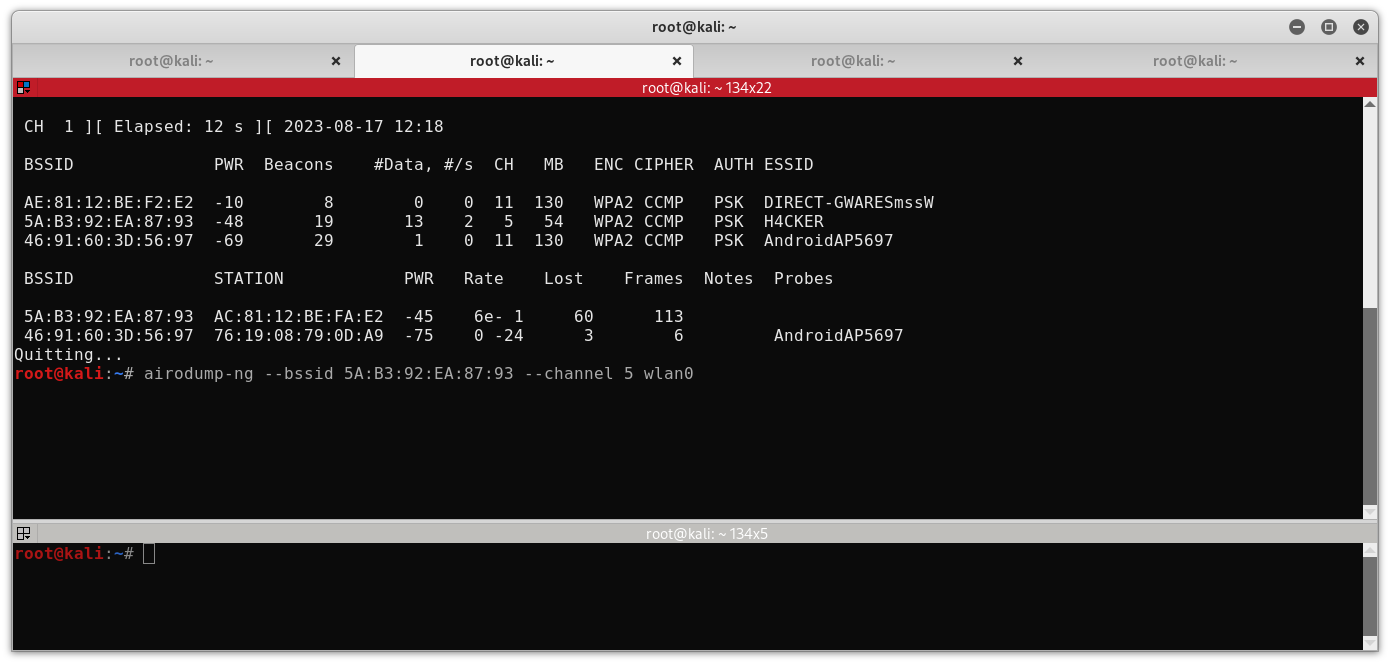 root@kali: ~
root@kali: ~ root@kali: ~ root@kali: ~ root@kali: ~
root@kali: ~ 134x22
CH  1 ][ Elapsed: 12 s ][ 2023-08-17 12:18
BSSID              PWR  Beacons    #Data, #/s  CH   MB   ENC CIPHER  AUTH ESSID
AE:81:12:BE:F2:E2  -10        8        0    0  11  130   WPA2 CCMP   PSK  DIRECT-GWARESmssW
5A:B3:92:EA:87:93  -48       19       13    2   5   54   WPA2 CCMP   PSK  H4CKER
46:91:60:3D:56:97  -69       29        1    0  11  130   WPA2 CCMP   PSK  AndroidAP5697
BSSID              STATION            PWR   Rate    Lost    Frames  Notes  Probes
5A:B3:92:EA:87:93  AC:81:12:BE:FA:E2  -45    6e- 1     60      113
46:91:60:3D:56:97  76:19:08:79:0D:A9  -75    0 -24      3        6         AndroidAP5697
Quitting...
root@kali:~# airodump-ng --bssid 5A:B3:92:EA:87:93 --channel 5 wlan0
root@kali: ~ 134x5
root@kali:~#